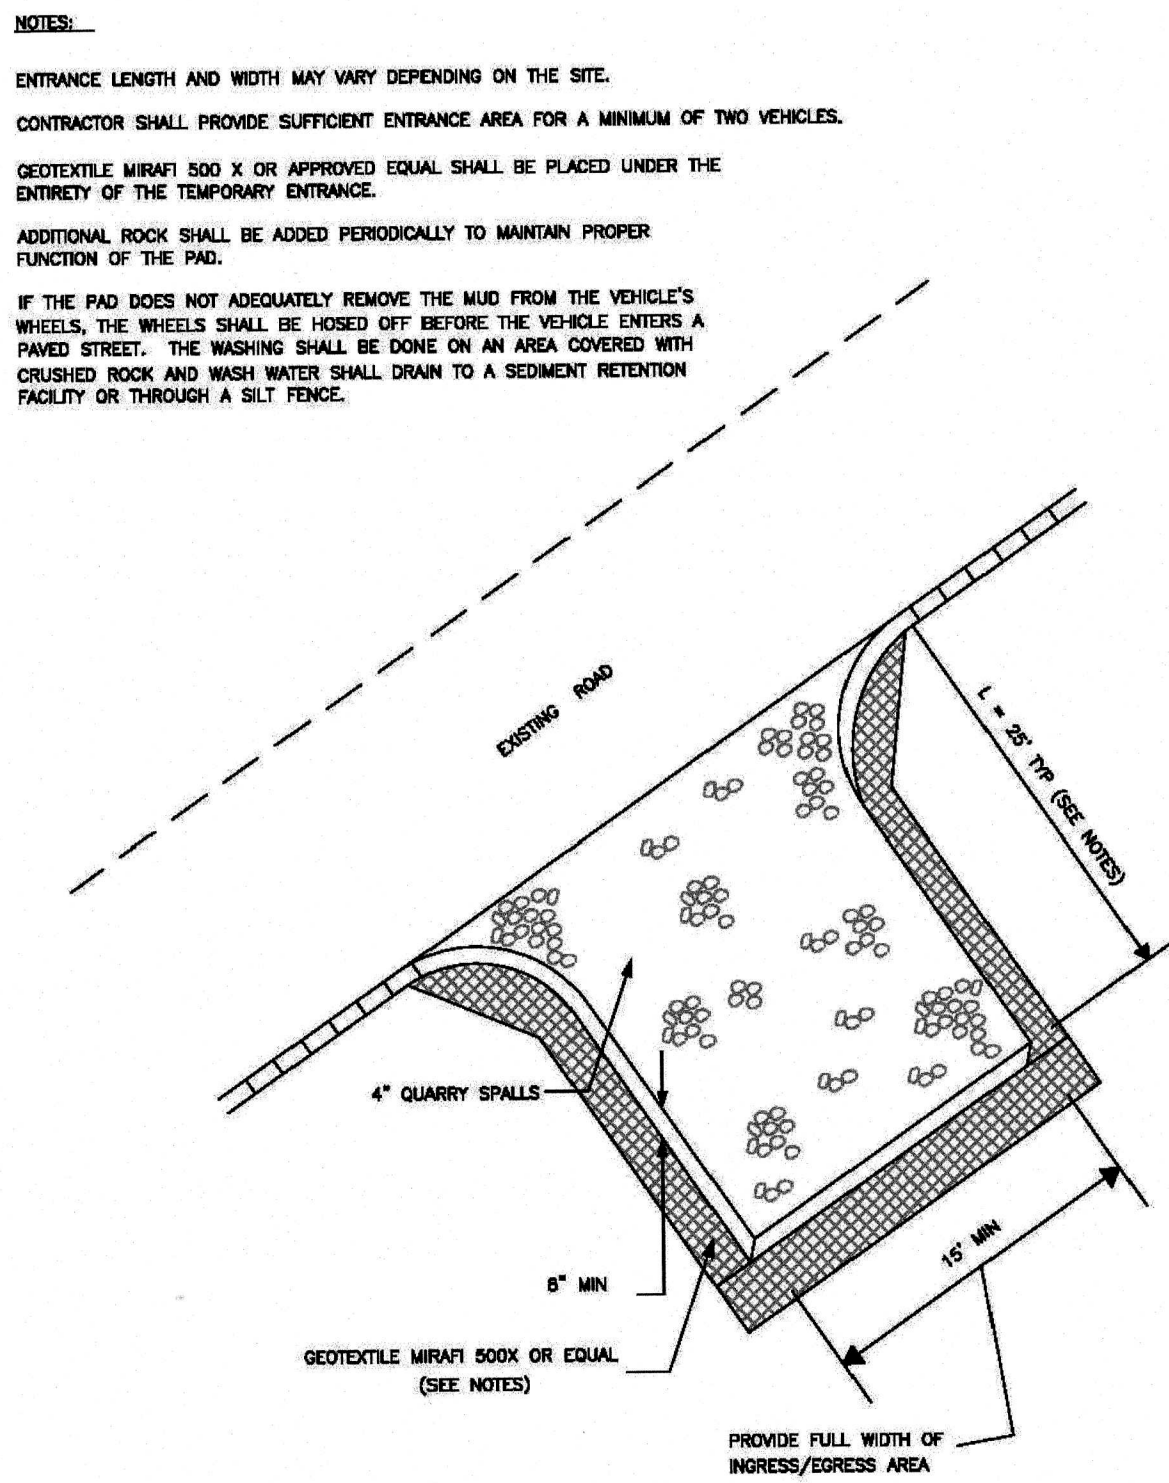 NOTES:
ENTRANCE LENGTH AND WIDTH MAY VARY DEPENDING ON THE SITE.
CONTRACTOR SHALL PROVIDE SUFFICIENT ENTRANCE AREA FOR A MINIMUM OF TWO VEHICLES.
GEOTEXTILE MIRAFI 500 X OR APPROVED EQUAL SHALL BE PLACED UNDER THE
ENTIRETY OF THE TEMPORARY ENTRANCE.
ADDITIONAL ROCK SHALL BE ADDED PERIODICALLY TO MAINTAIN PROPER
FUNCTION OF THE PAD.
IF THE PAD DOES NOT ADEQUATELY REMOVE THE MUD FROM THE VEHICLE'S
WHEELS, THE WHEELS SHALL BE HOSED OFF BEFORE THE VEHICLE ENTERS A
PAVED STREET. THE WASHING SHALL BE DONE ON AN AREA COVERED WITH
CRUSHED ROCK AND WASH WATER SHALL DRAIN TO A SEDIMENT RETENTION
FACILITY OR THROUGH A SILT FENCE.
EXISTING ROAD
L = 25' TYP (SEE NOTES)
4" QUARRY SPALLS
15' MIN
MIN
GEOTEXTILE MIRAFI 500X OR EQUAL
(SEE NOTES)
PROVIDE FULL WIDTH OF
INGRESS/EGRESS AREA